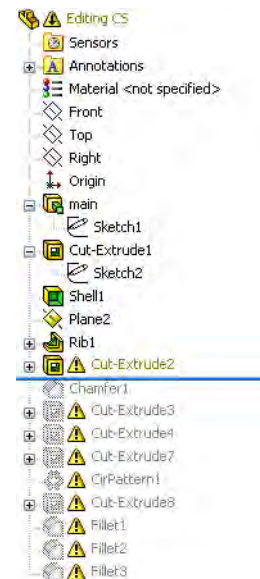 Editing CS
Sensors
Annotations
Material <not specified>
Front
Top
Right
Origin
main
Sketch1
Cut-Extrude1
Sketch2
Shell1
Plane2
Rib1
Cut-Extrude2
Chamfer1
Cut-Extrude3
Cut-Extrude4
Cut-Extrude7
CirPattern1
Cut-Extrude8
Fillet1
Fillet2
Fillet3